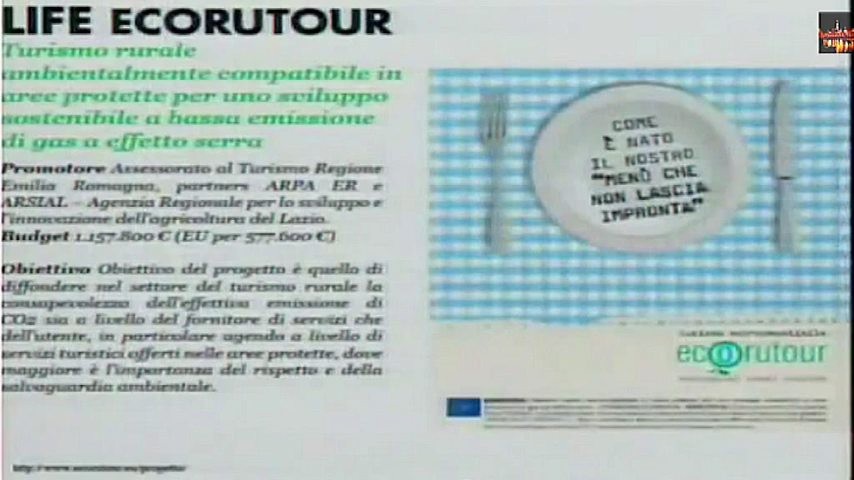 LIFE ECORUTOUR
Turismo rurale
ambientalmente compatibile in
aree protette per uno sviluppo
sostenibile a bassa emissione
di gas a effetto serra
Promotore Assessorato al Turismo Regione
Emilia Romagna, partners ARPA ER e
ARSIAL – Agenzia Regionale per lo sviluppo e
l'innovazione dell'agricoltura del Lazio.
Budget 1.157.800 € (EU per 577.600 €)
Obiettivo Obiettivo del progetto è quello di
diffondere nel settore del turismo rurale la
consapevolezza dell'effettiva emissione di
CO2 sia a livello del fornitore di servizi che
dell'utente, in particolare agendo a livello di
servizi turistici offerti nelle aree protette, dove
maggiore è l'importanza del rispetto e della
salvaguardia ambientale.
COME
È NATO
IL NOSTRO
"MENÙ CHE
NON LASCIA
IMPRONTA"
ecorutour